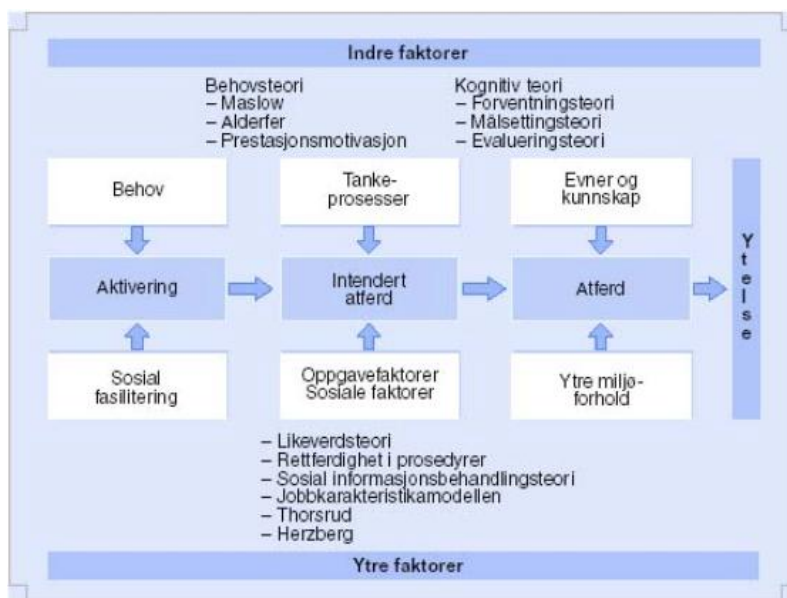 Indre faktorer
Behovsteori
– Maslow
– Alderfer
– Prestasjonsmotivasjon
Kognitiv teori
– Forventningsteori
– Målsettingsteori
– Evalueringsteori
Behov
Tanke-
prosesser
Evner og
kunnskap
Aktivering
Intendert
atferd
Atferd
Ytelse
Sosial
fasilitering
Oppgavefaktorer
Sosiale faktorer
Ytre miljø-
forhold
– Likeverdsteori
– Rettferdighet i prosedyrer
– Sosial informasjonsbehandlingsteori
– Jobbkarakteristikamodellen
– Thorsrud
– Herzberg
Ytre faktorer